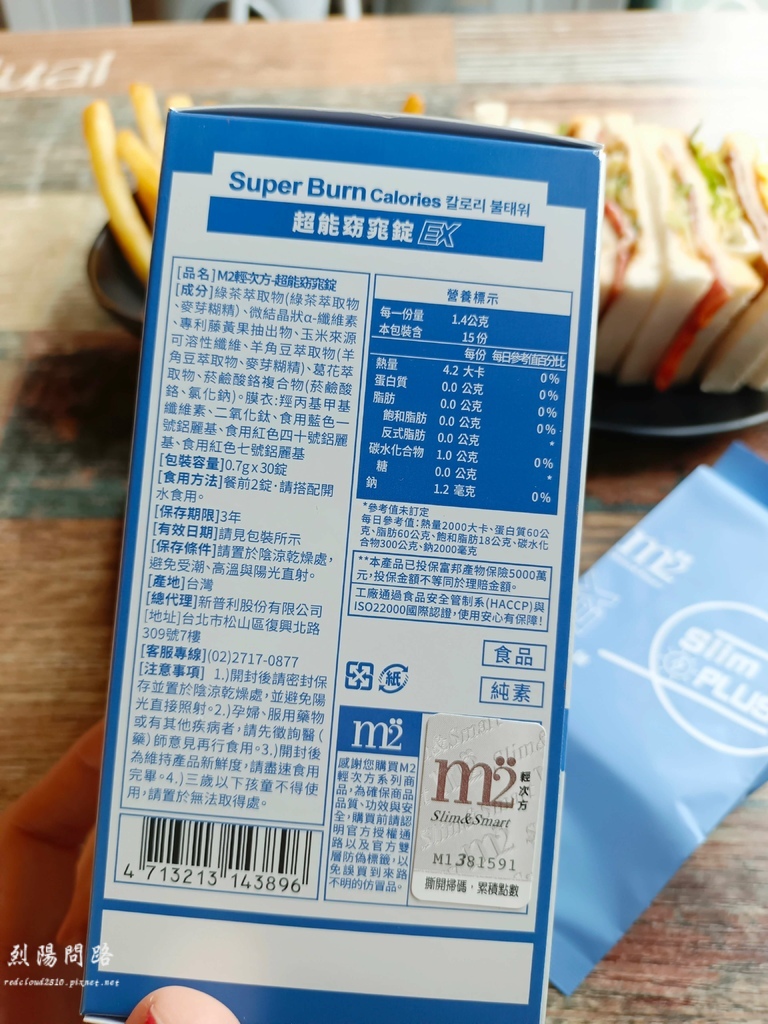 ual
Super Burn Calories 칼로리 불태워
超能窈窕錠 EX
[品名]M2輕次方-超能窈窕錠
[成分]綠茶萃取物(綠茶萃取物
、麥芽糊精)、微結晶狀α-纖維素
、專利藤黃果抽出物、玉米來源
可溶性纖維、羊角豆萃取物(羊
角豆萃取物、麥芽糊精)、葛花萃
取物、菸鹼酸鉻複合物(菸鹼酸
鉻、氯化鈉)。膜衣:羥丙基甲基
纖維素、二氧化鈦、食用藍色一
號鋁麗基、食用紅色四十號鋁麗
基、食用紅色七號鋁麗基
[包裝容量]0.7g x 30錠
[食用方法]餐前2錠，請搭配開
水食用。
[保存期限]3年
[有效日期]請見包裝所示
[保存條件]請置於陰涼乾燥處，
避免受潮、高溫與陽光直射。
[產地]台灣
[總代理]新普利股份有限公司
[地址]台北市松山區復興北路
309號7樓
[客服專線](02)2717-0877
[注意事項] 1.)開封後請密封保
存並置於陰涼乾燥處，並避免陽
光直接照射。2.)孕婦、服用藥物
或有其他疾病者，請先徵詢醫(
藥)師意見再行食用。3.)開封後
為維持產品新鮮度，請盡速食用
完畢。4.)三歲以下孩童不得使
用，請置於無法取得處。
4 713213 143896
營養標示
每一份量 1.4公克
本包裝含 15份
每份 每日參考值百分比
熱量 4.2 大卡 0%
蛋白質 0.0 公克 0%
脂肪 0.0 公克 0%
飽和脂肪 0.0 公克 0%
反式脂肪 0.0 公克 *
碳水化合物 1.0 公克 0%
糖 0.0 公克 *
鈉 1.2 毫克 0%
*參考值未訂定
每日參考值：熱量2000大卡、蛋白質60公
克、脂肪60公克、飽和脂肪18公克、碳水化
合物300公克、鈉2000毫克
**本產品已投保富邦產物保險5000萬
元，投保金額不等同於理賠金額。
工廠通過食品安全管制系(HACCP)與
ISO22000國際認證，使用安心有保障!
食品
紙
純素
m2
感謝您購買M2
輕次方系列商
品，為確保商品
品質、功效與安
全，購買前請認
明官方授權通
路以及官方雙
層防偽標籤，以
免誤買到來路
不明的仿冒品。
m2 輕次方
Slim&Smart
M1381591
撕開掃碼，累積點數
m2
EX
Slim
PLUS
烈陽問路
redcloud2510.pixnet.net